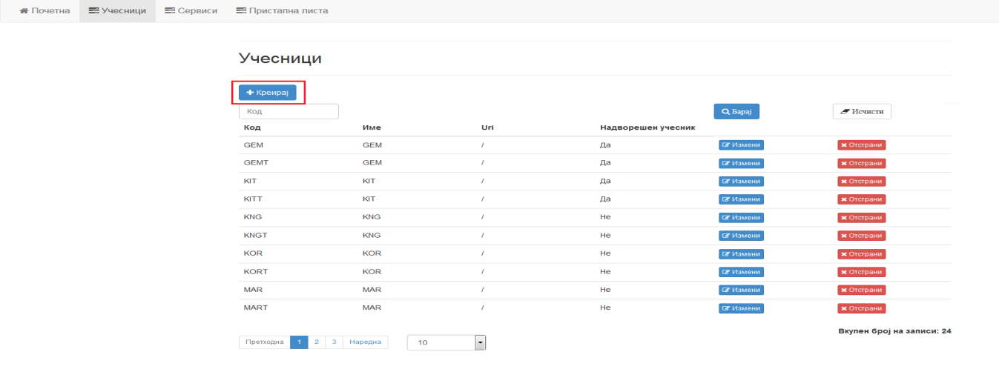 Почетна Учесници Сервиси Пристапна листа
Учесници
Креирај
Код Барај Исчисти
Код Име Uri Надворешен учесник
GEM GEM / Да Измени Отстрани
GEMT GEM / Да Измени Отстрани
KIT KIT / Да Измени Отстрани
KITT KIT / Да Измени Отстрани
KNG KNG / Не Измени Отстрани
KNGT KNG / Не Измени Отстрани
KOR KOR / Не Измени Отстрани
KORT KOR / Не Измени Отстрани
MAR MAR / Не Измени Отстрани
MART MAR / Не Измени Отстрани
Вкупен број на записи: 24
Претходна 1 2 3 Наредна 10